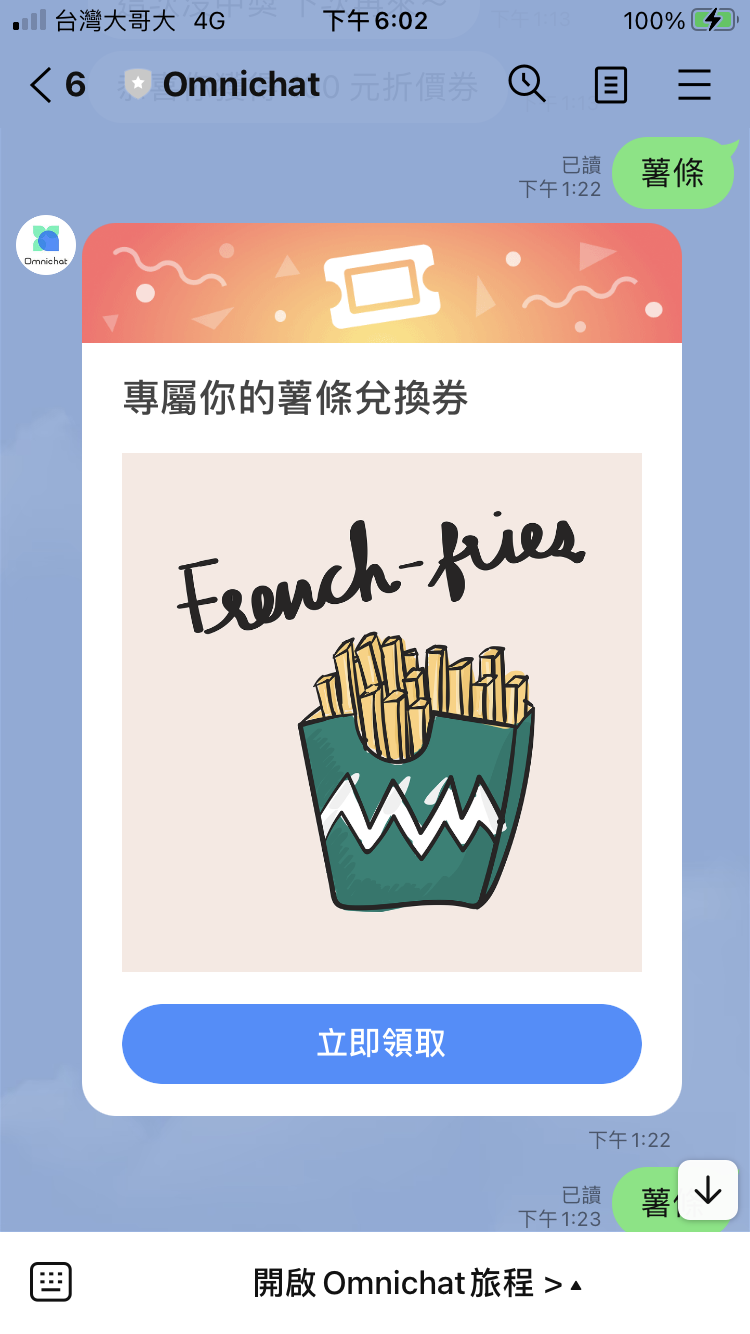 台灣大哥大 4G 下午6:02 100%
6 Omnichat
已讀
下午1:22
薯條
Omnichat
專屬你的薯條兌換券
French-fries
立即領取
下午1:22
已讀
下午1:23
薯
開啟Omnichat旅程 >▲